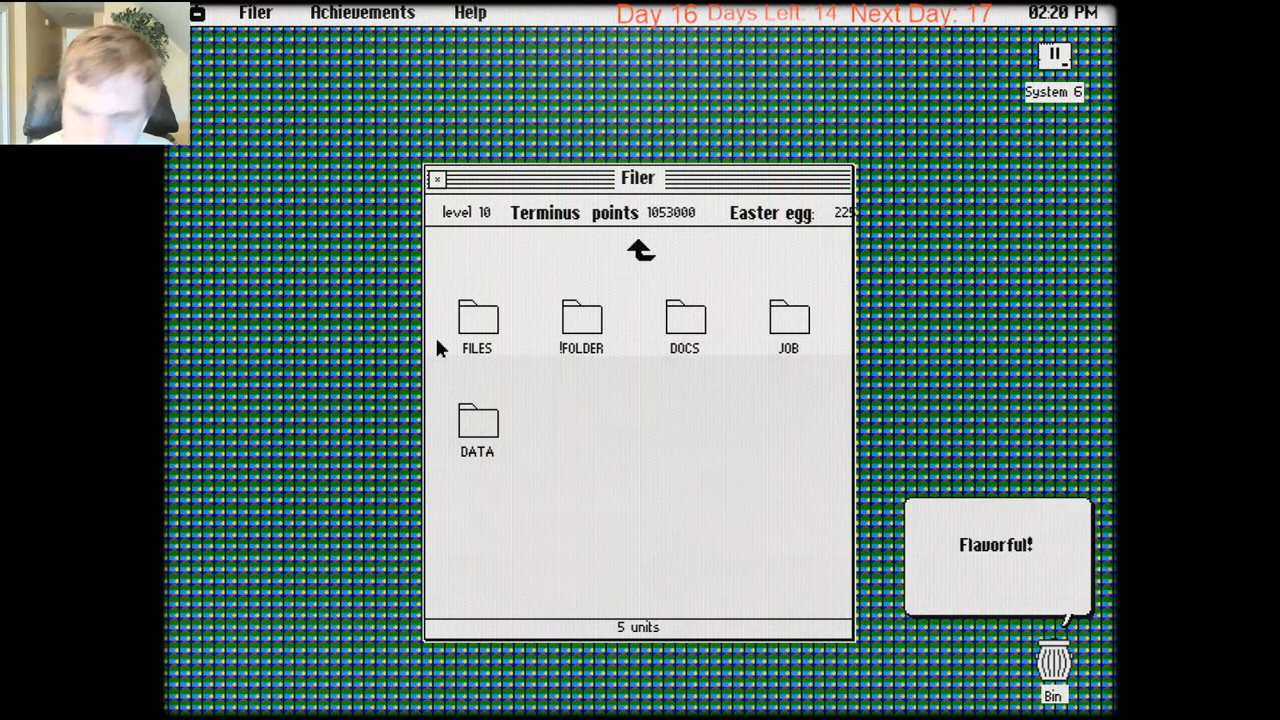 Filer Achievements Help Day 16 Days Left: 14 Next Day: 17 02:20 PM
System 6
Filer
level 10 Terminus points 1053000 Easter egg: 225
FILES !FOLDER DOCS JOB
DATA
Flavorful!
5 units
Bin